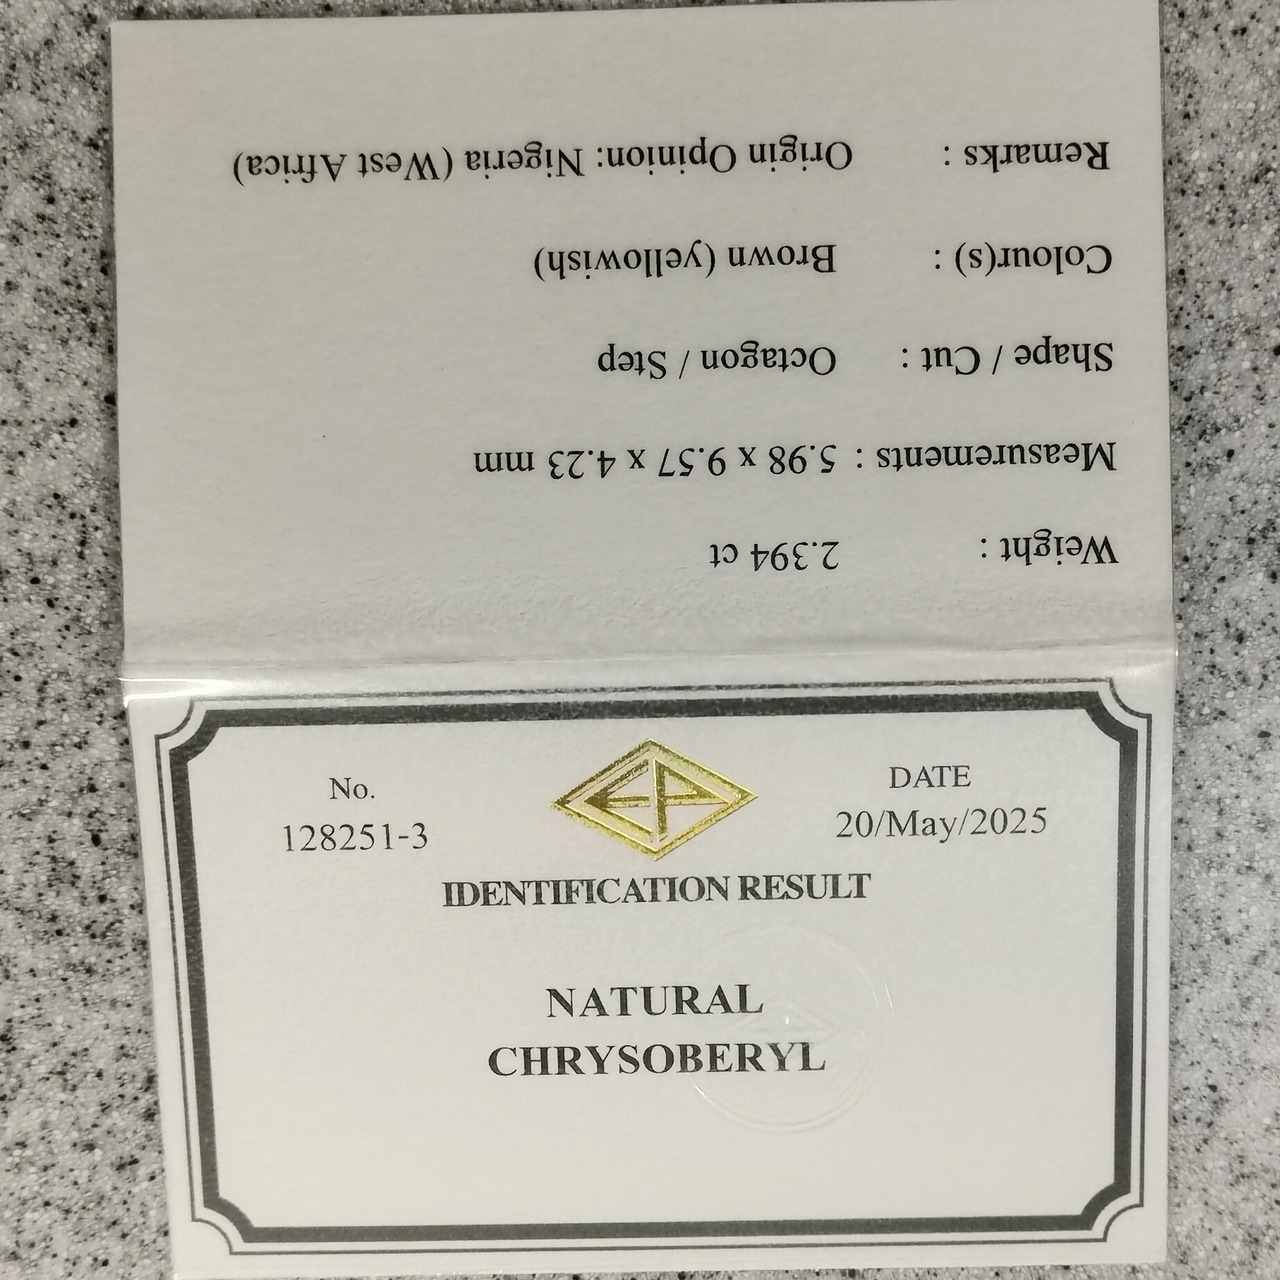 No.
128251-3
EP
DATE
20/May/2025
IDENTIFICATION RESULT
NATURAL
CHRYSOBERYL
Weight : 2.394 ct
Measurements : 5.98 x 9.57 x 4.23 mm
Shape / Cut : Octagon / Step
Colour(s) : Brown (yellowish)
Remarks : Origin Opinion: Nigeria (West Africa)